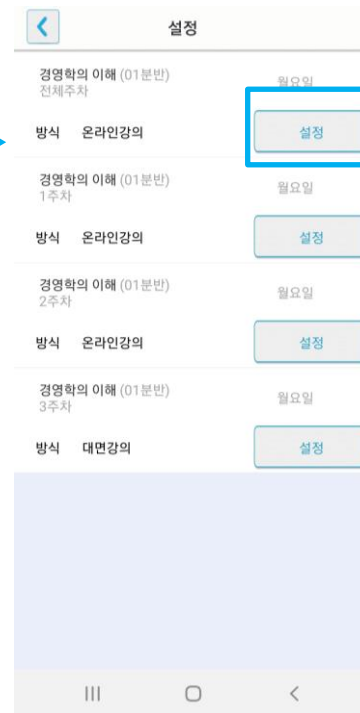 설정
경영학의 이해 (01분반)
전체주차
월요일
방식 온라인강의
설정
경영학의 이해 (01분반)
1주차
월요일
방식 온라인강의
설정
경영학의 이해 (01분반)
2주차
월요일
방식 온라인강의
설정
경영학의 이해 (01분반)
3주차
월요일
방식 대면강의
설정